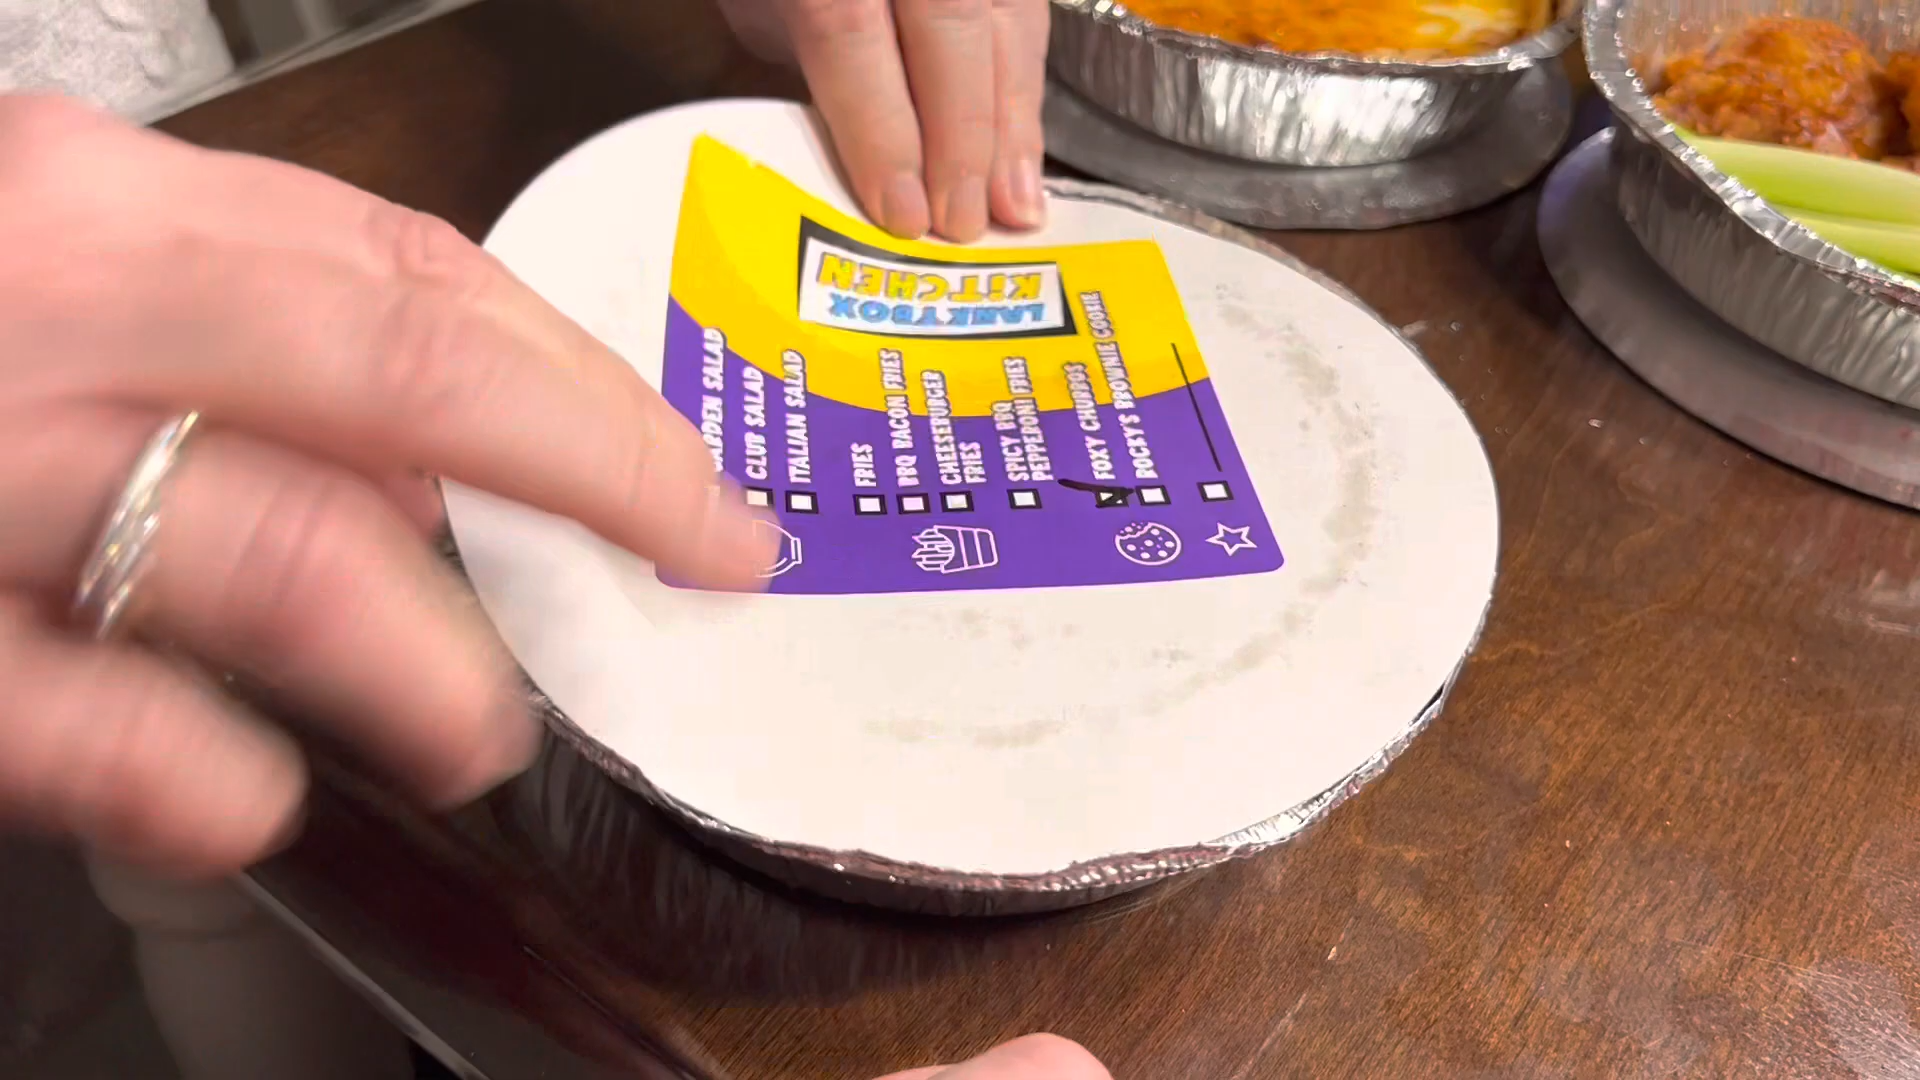 LANKYBOX
KITCHEN
GARDEN SALAD
CLUB SALAD
ITALIAN SALAD
FRIES
BBQ BACON FRIES
CHEESEBURGER
FRIES
SPICY BBQ
PEPPERONI FRIES
FOXY CHURROS
ROCKY'S BROWNIE COOKIE